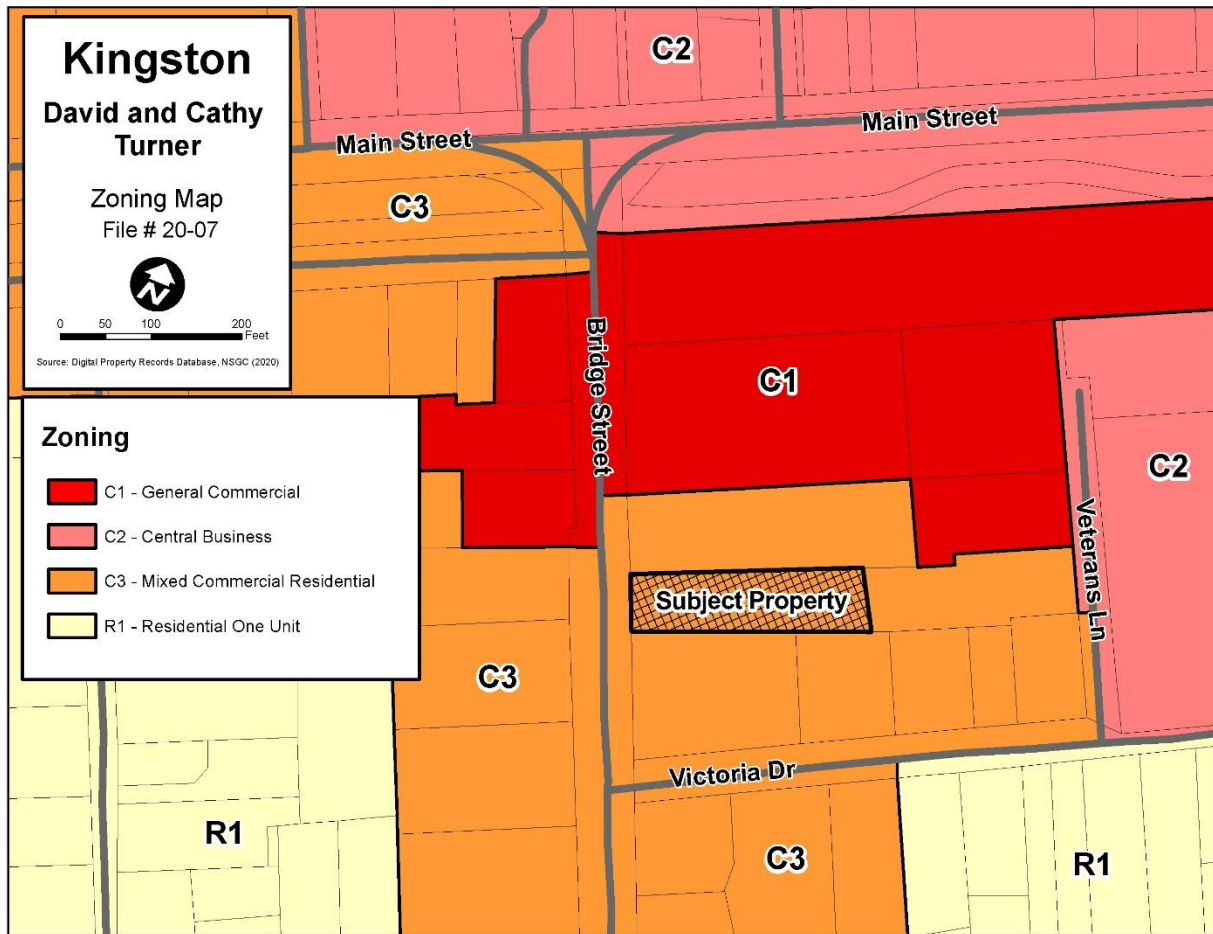 Kingston
David and Cathy
Turner
Zoning Map
File # 20-07
N
0 50 100 200
Feet
Source: Digital Property Records Database, NSGC (2020)
Zoning
C1 - General Commercial
C2 - Central Business
C3 - Mixed Commercial Residential
R1 - Residential One Unit
C2
Main Street
Main Street
C3
Bridge Street
C1
C2
Veterans Ln
Subject Property
C3
Victoria Dr
R1
C3
R1